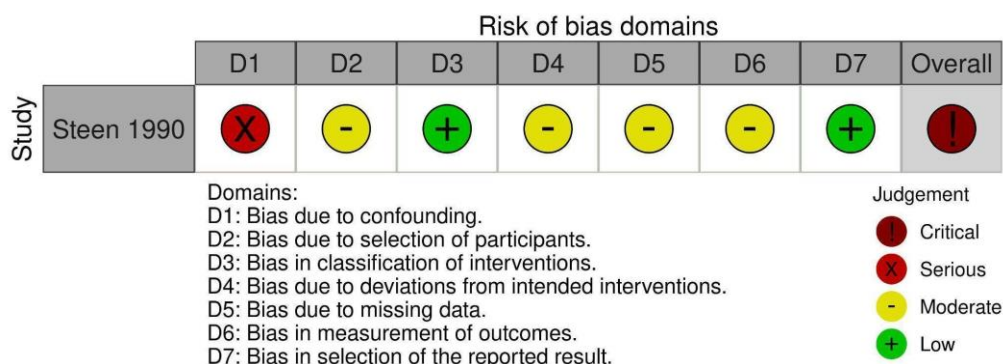 Risk of bias domains
D1 D2 D3 D4 D5 D6 D7 Overall
Study
Steen 1990 X - + - - - + !
Domains:
D1: Bias due to confounding.
D2: Bias due to selection of participants.
D3: Bias in classification of interventions.
D4: Bias due to deviations from intended interventions.
D5: Bias due to missing data.
D6: Bias in measurement of outcomes.
D7: Bias in selection of the reported result.
Judgement
! Critical
X Serious
- Moderate
+ Low